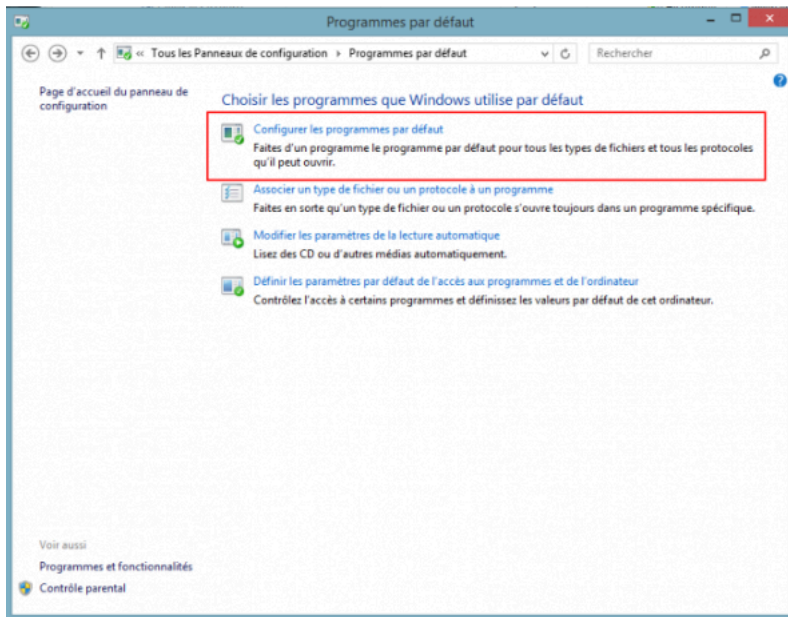 Programmes par défaut
« Tous les Panneaux de configuration Programmes par défaut Rechercher
Page d'accueil du panneau de
configuration
Choisir les programmes que Windows utilise par défaut
Configurer les programmes par défaut
Faites d'un programme le programme par défaut pour tous les types de fichiers et tous les protocoles
qu'il peut ouvrir.
Associer un type de fichier ou un protocole à un programme
Faites en sorte qu'un type de fichier ou un protocole s'ouvre toujours dans un programme spécifique.
Modifier les paramètres de la lecture automatique
Lisez des CD ou d'autres médias automatiquement.
Définir les paramètres par défaut de l'accès aux programmes et de l'ordinateur
Contrôlez l'accès à certains programmes et définissez les valeurs par défaut de cet ordinateur.
Voir aussi
Programmes et fonctionnalités
Contrôle parental